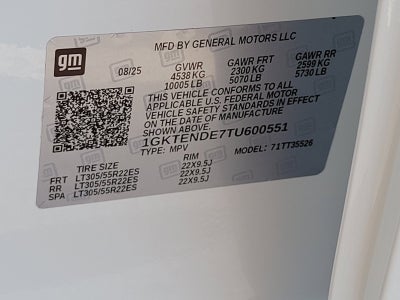 gm
MFD BY GENERAL MOTORS LLC
08/25 GVWR GAWR FRT GAWR RR
4538 KG 2300 KG 2599 KG
10005 LB 5070 LB 5730 LB
THIS VEHICLE CONFORMS TO ALL
APPLICABLE U.S. FEDERAL MOTOR
VEHICLE SAFETY STANDARDS IN EFFECT
ON THE DATE OF MANUFACTURE
SHOWN ABOVE.
1GKTENDE7TU600551
TYPE: MPV MODEL: 71TT35526
TIRE SIZE RIM
FRT LT305/55R22ES 22X9.5J
RR LT305/55R22ES 22X9.5J
SPA LT305/55R22ES 22X9.5J